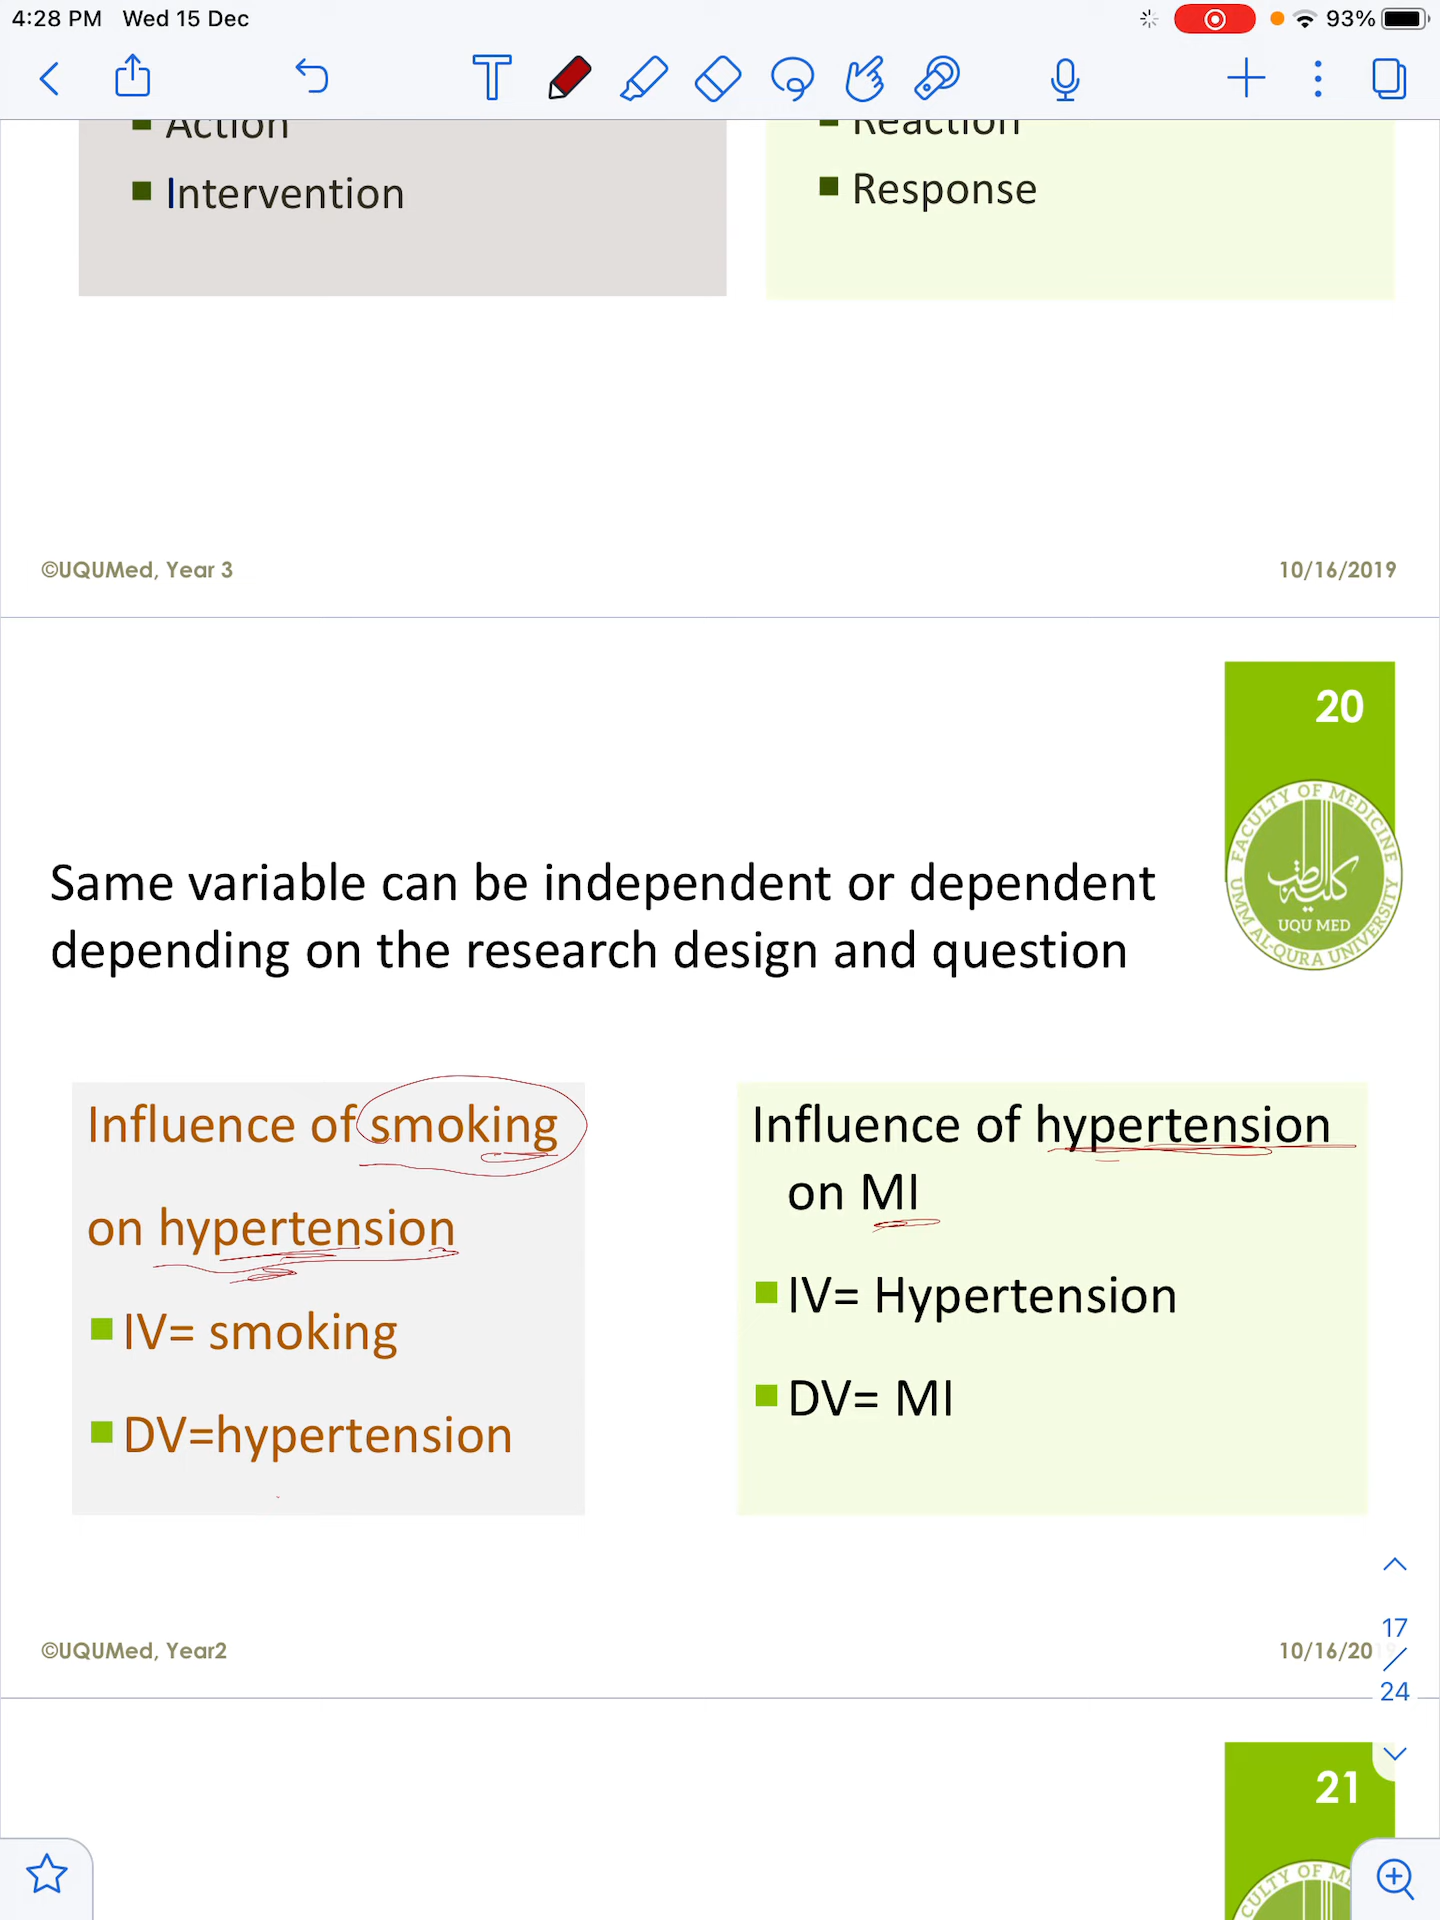 4:28 PM Wed 15 Dec
93%
Action
Reaction
Intervention
Response
©UQUMed, Year 3
10/16/2019
20
FACULTY OF MEDICINE
كلية الطب
UQU MED
UMM AL-QURA UNIVERSITY
Same variable can be independent or dependent
depending on the research design and question
Influence of smoking
on hypertension
IV= smoking
DV=hypertension
Influence of hypertension
on MI
IV= Hypertension
DV= MI
17
24
©UQUMed, Year2
10/16/20
21